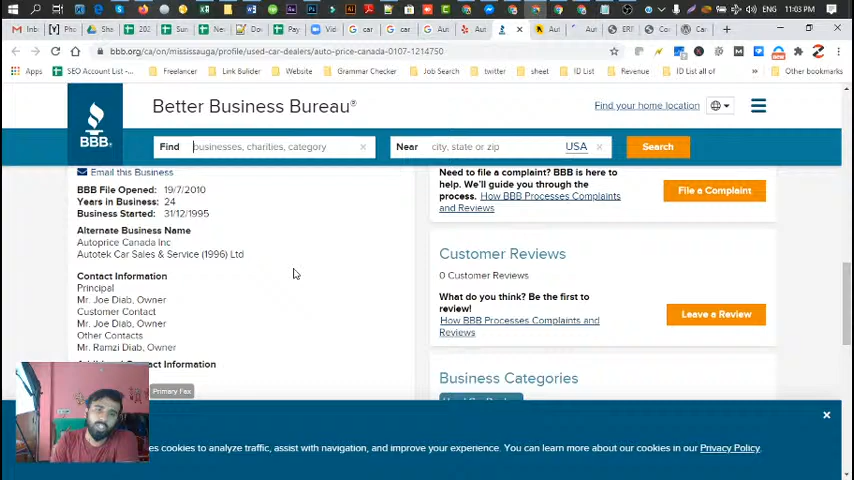 ENG 11:03 PM
bbb.org/ca/on/mississauga/profile/used-car-dealers/auto-price-canada-0107-1214750
Apps SEO Account List... Freelancer Link Builder Website Grammar Checker Job Search twitter sheet ID List Revenue ID List all of Other bookmarks
BBB
Better Business Bureau®
Find your home location
Find businesses, charities, category
Near city, state or zip USA
Search
Email this Business
BBB File Opened: 19/7/2010
Years in Business: 24
Business Started: 31/12/1995
Alternate Business Name
Autoprice Canada Inc
Autotek Car Sales & Service (1996) Ltd
Contact Information
Principal
Mr. Joe Diab, Owner
Customer Contact
Mr. Joe Diab, Owner
Other Contacts
Mr. Ramzi Diab, Owner
Primary Fax
Need to file a complaint? BBB is here to
help. We'll guide you through the
process. How BBB Processes Complaints
and Reviews
File a Complaint
Customer Reviews
0 Customer Reviews
What do you think? Be the first to
review!
How BBB Processes Complaints and
Reviews
Leave a Review
Business Categories
cookies to analyze traffic, assist with navigation, and improve your experience. You can learn more about our cookies in our Privacy Policy.